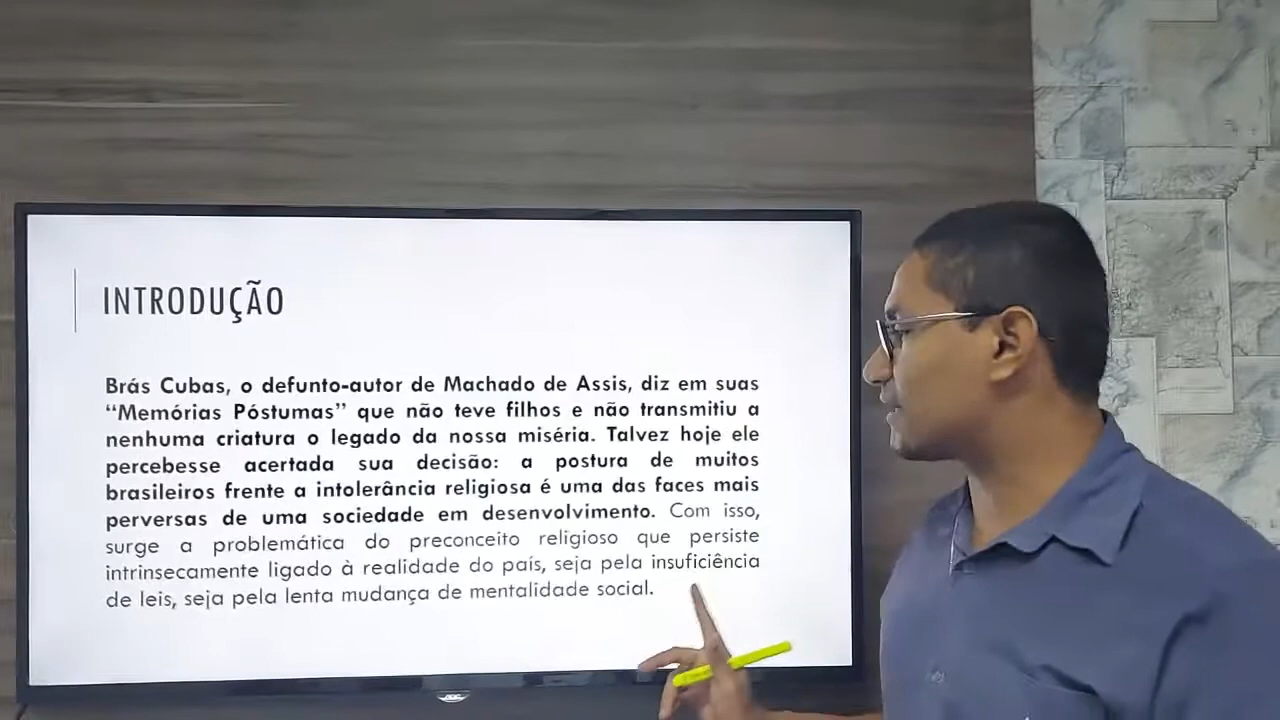 INTRODUÇÃO
Brás Cubas, o defunto-autor de Machado de Assis, diz em suas
“Memórias Póstumas” que não teve filhos e não transmitiu a
nenhuma criatura o legado da nossa miséria. Talvez hoje ele
percebesse acertada sua decisão: a postura de muitos
brasileiros frente a intolerância religiosa é uma das faces mais
perversas de uma sociedade em desenvolvimento. Com isso,
surge a problemática do preconceito religioso que persiste
intrinsecamente ligado à realidade do país, seja pela insuficiência
de leis, seja pela lenta mudança de mentalidade social.
AOC